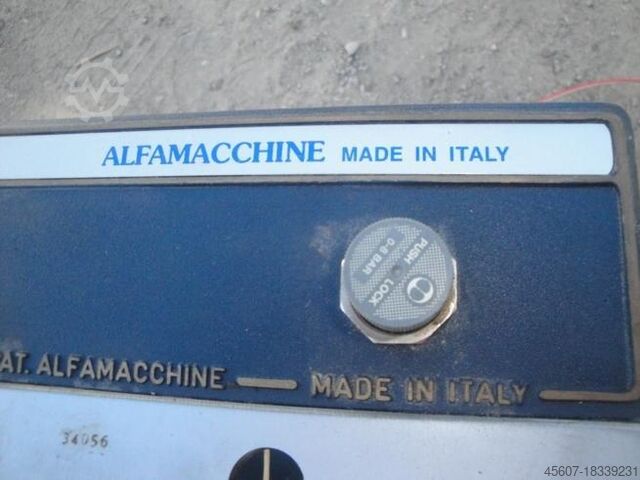 ALFAMACCHINE MADE IN ITALY
PUSH LOCK
0-8 BAR
AT. ALFAMACCHINE — MADE IN ITALY
34056
45607-18339231